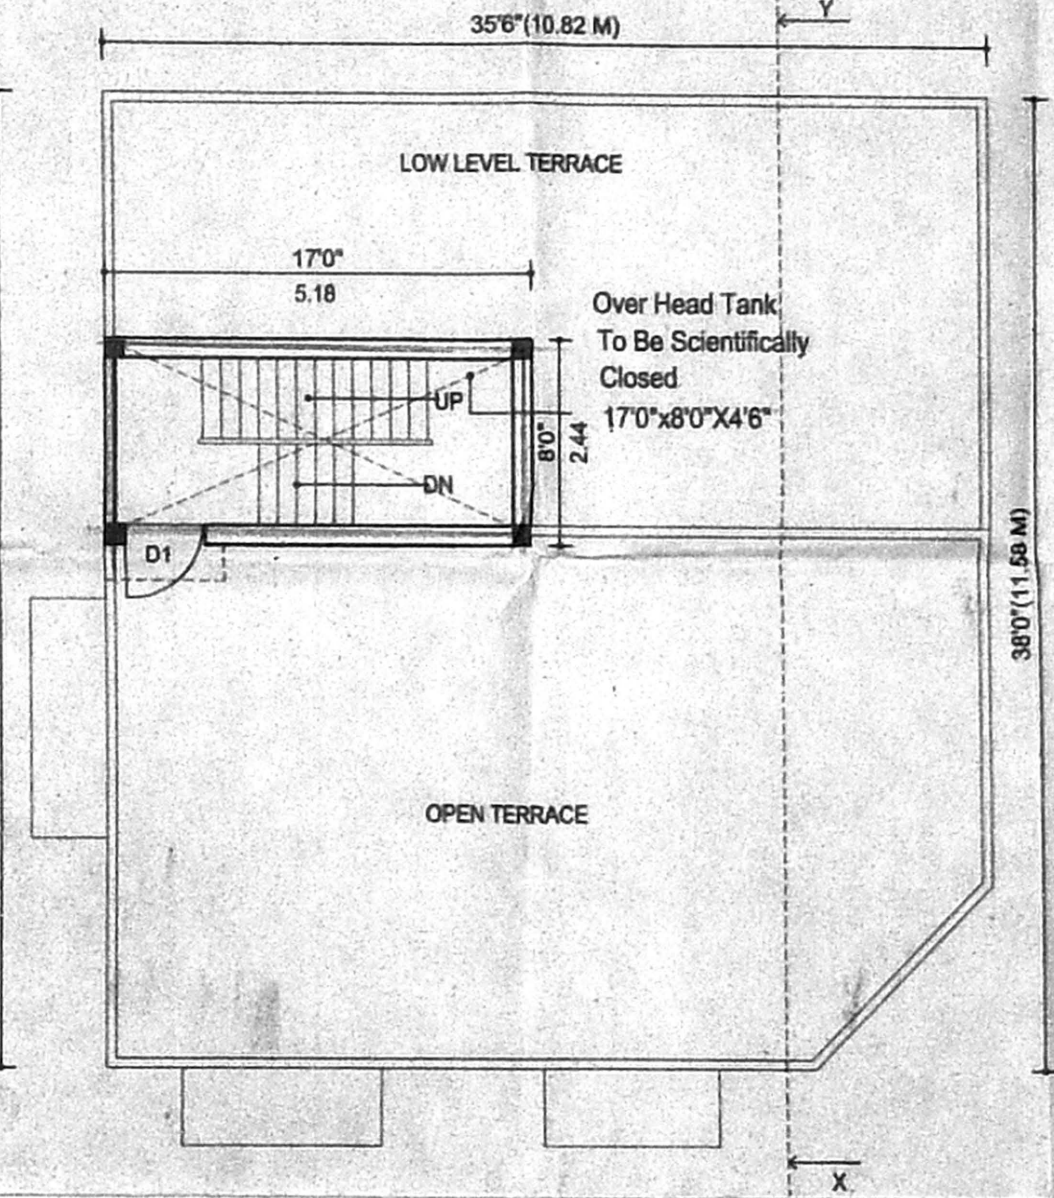 35'6"(10.82 M)
Y
LOW LEVEL TERRACE
17'0"
5.18
Over Head Tank
To Be Scientifically
Closed
17'0"x8'0"X4'6"
UP
8'0"
2.44
DN
D1
38'0"(11.58 M)
OPEN TERRACE
X